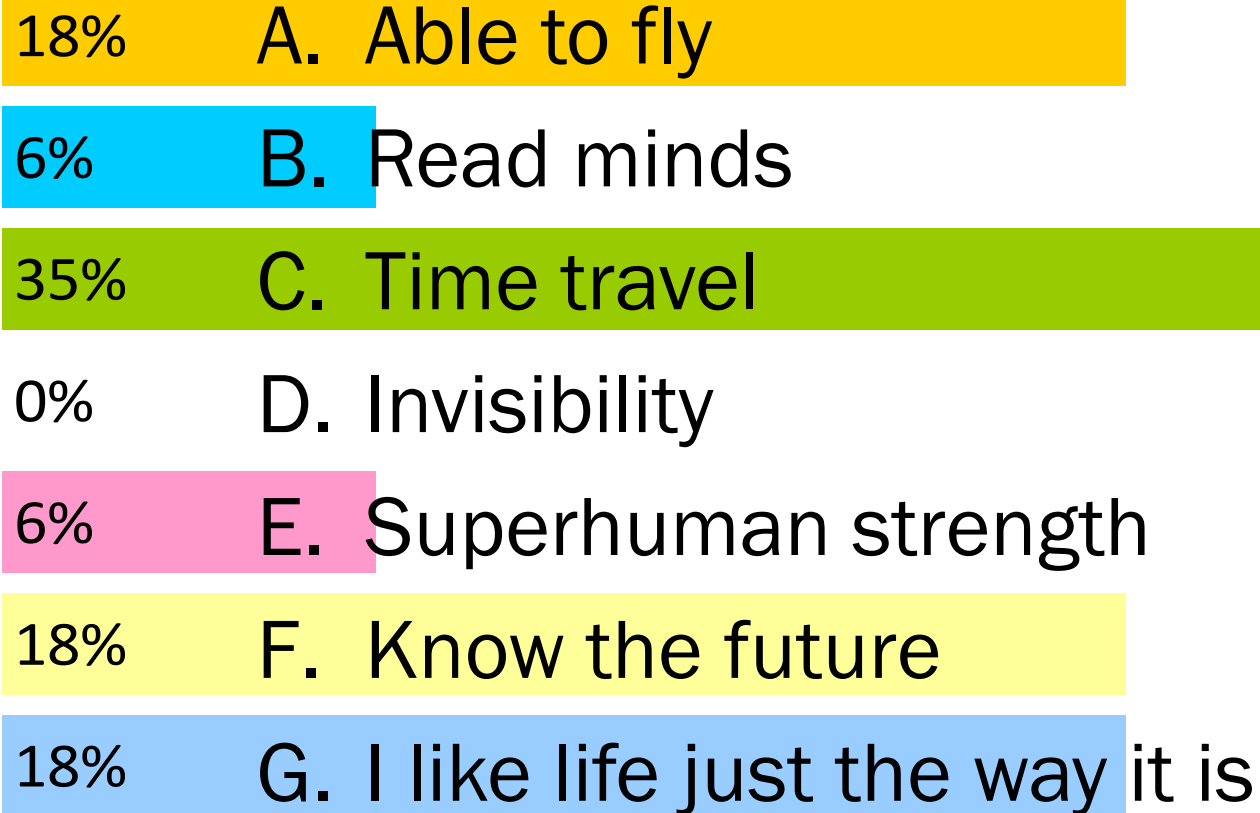 18% A. Able to fly
6% B. Read minds
35% C. Time travel
0% D. Invisibility
6% E. Superhuman strength
18% F. Know the future
18% G. I like life just the way it is